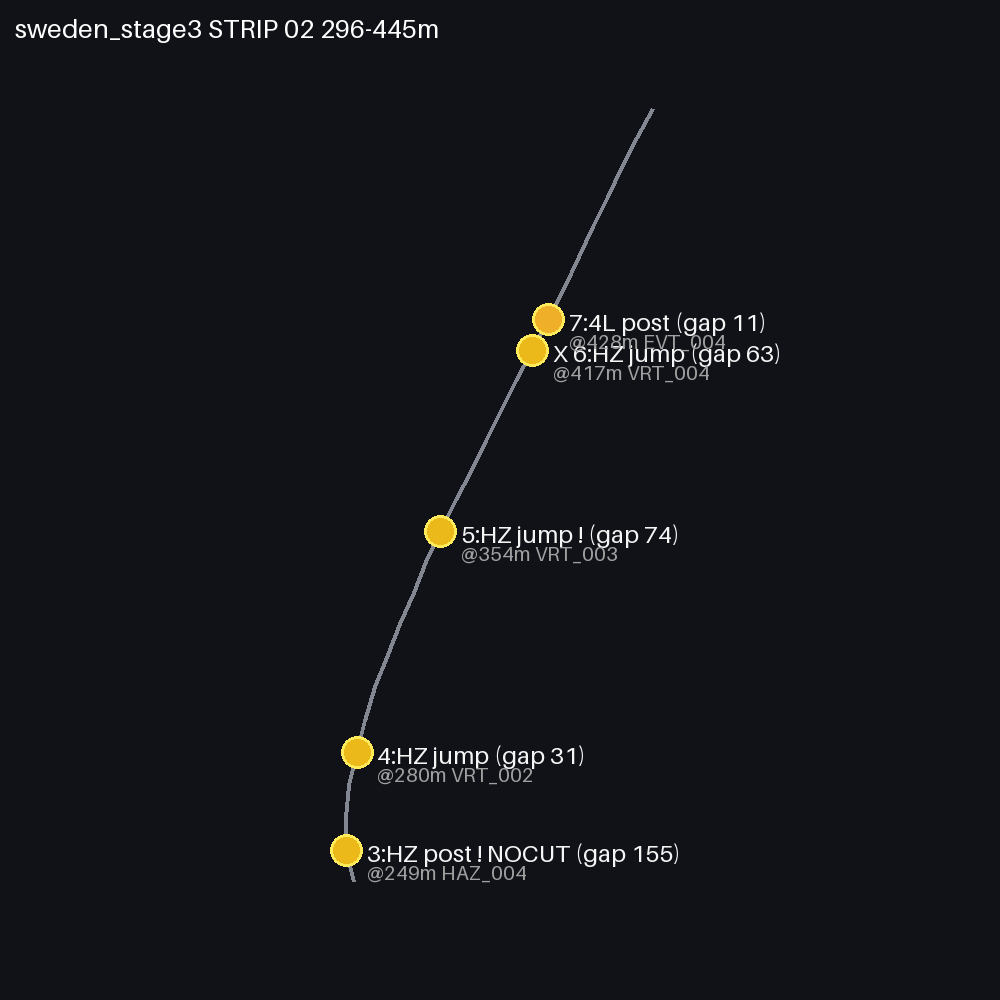 sweden_stage3 STRIP 02 296-445m
7:4L post (gap 11)
@428m EVT_004
X 6:HZ jump (gap 63)
@417m VRT_004
5:HZ jump ! (gap 74)
@354m VRT_003
4:HZ jump (gap 31)
@280m VRT_002
3:HZ post ! NOCUT (gap 155)
@249m HAZ_004